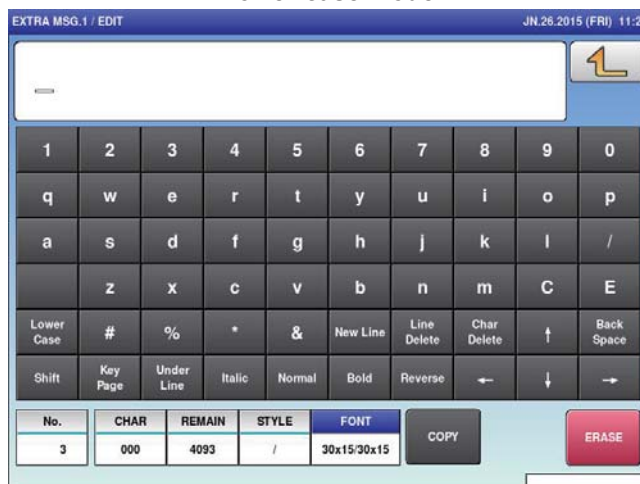 EXTRA MSG.1 / EDIT JN.26.2015 (FRI) 11:2
1 2 3 4 5 6 7 8 9 0
q w e r t y u i o p
a s d f g h j k l /
z x c v b n m C E
Lower Case # % * & New Line Line Delete Char Delete ↑ Back Space
Shift Key Page Under Line Italic Normal Bold Reverse ← ↓ →
No. CHAR REMAIN STYLE FONT COPY ERASE
3 000 4093 / 30x15/30x15